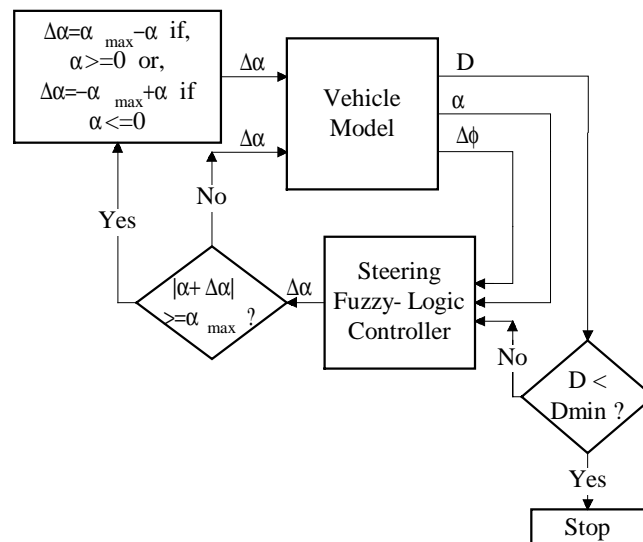 Δα=α max−α if,
α>=0 or,
Δα=−α max+α if
α<=0
Δα
Vehicle
Model
D
α
Δϕ
Δα
No
Yes
|α+ Δα|
>=α max ?
Δα
Steering
Fuzzy- Logic
Controller
No
D <
Dmin ?
Yes
Stop